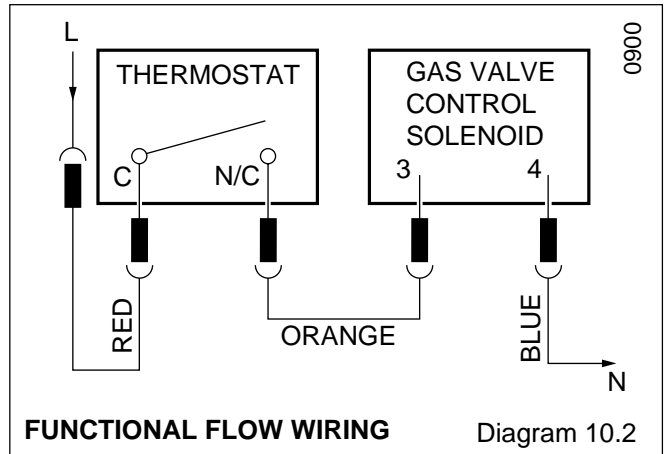 L
THERMOSTAT
C
N/C
GAS VALVE
CONTROL
SOLENOID
3
4
0900
RED
ORANGE
BLUE
N
FUNCTIONAL FLOW WIRING
Diagram 10.2